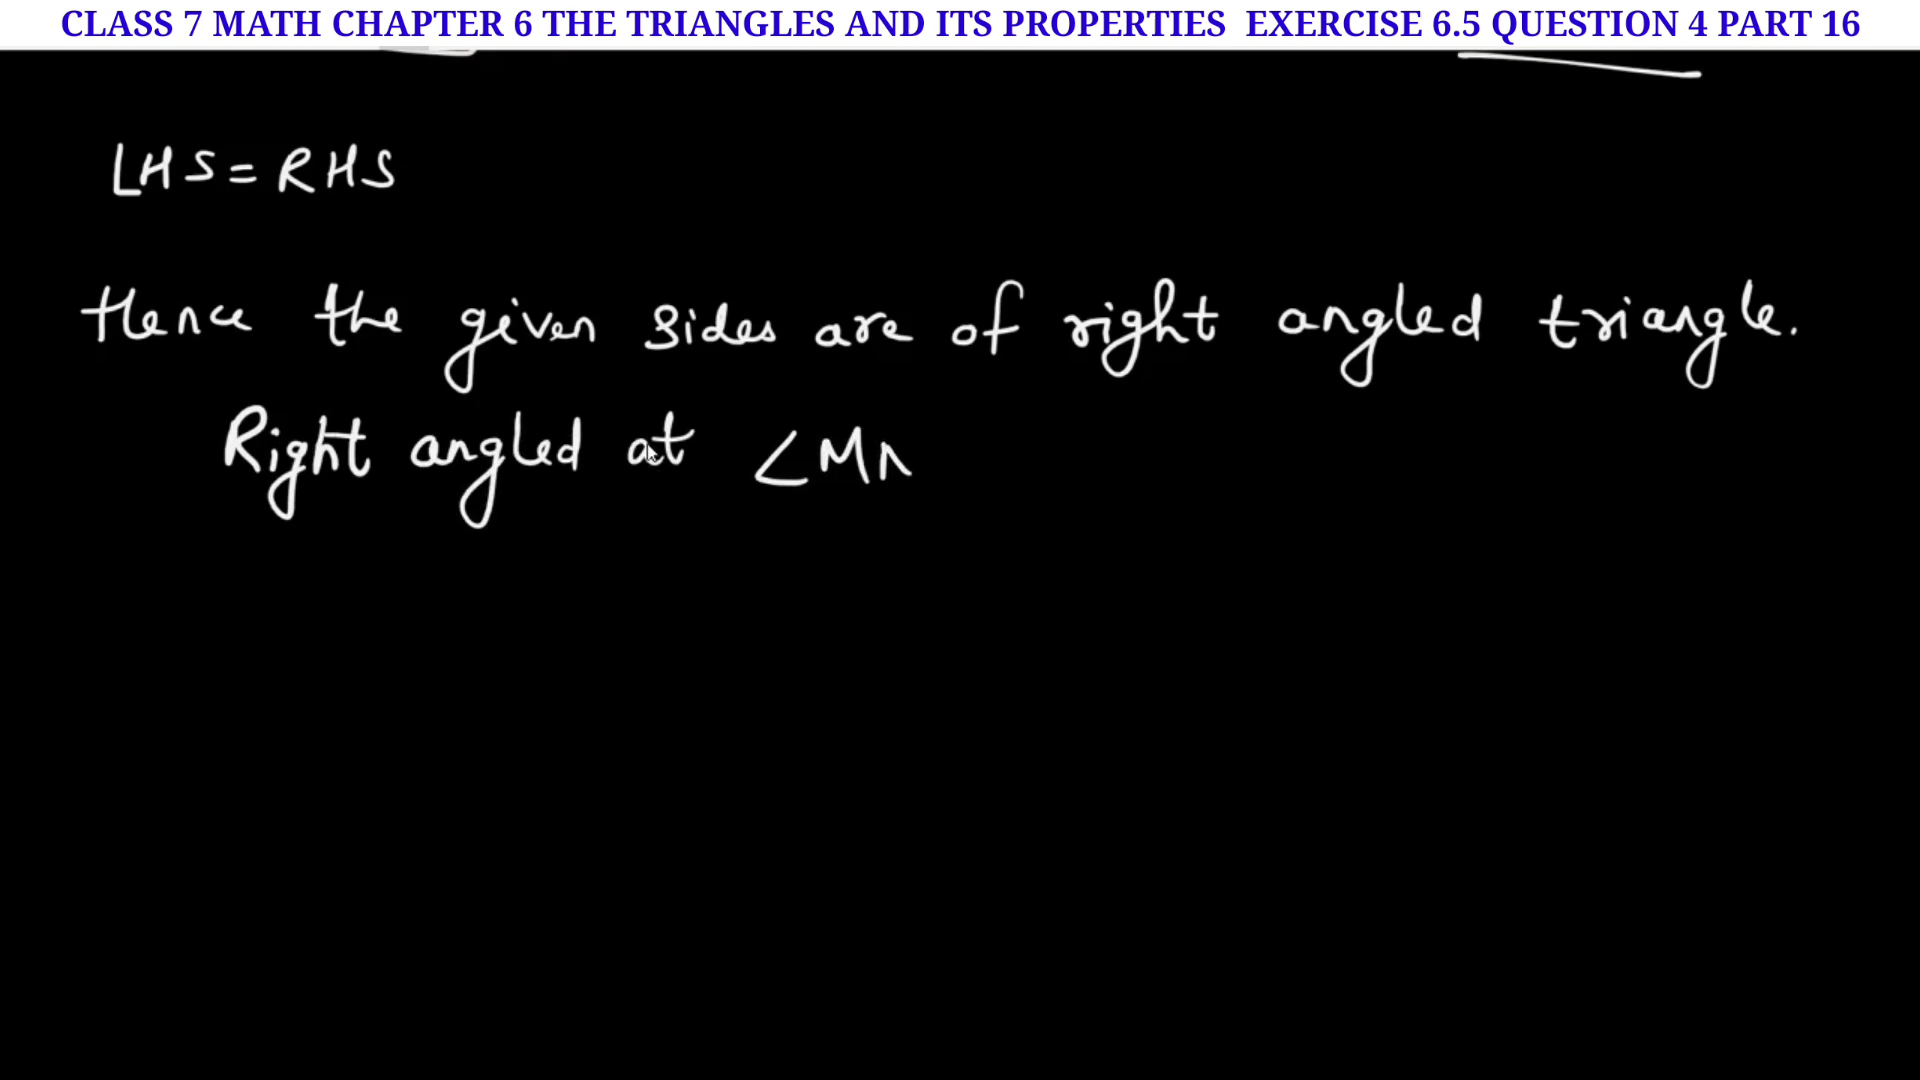 CLASS 7 MATH CHAPTER 6 THE TRIANGLES AND ITS PROPERTIES EXERCISE 6.5 QUESTION 4 PART 16
LHS = RHS
Hence the given sides are of right angled triangle.
Right angled at ∠MN